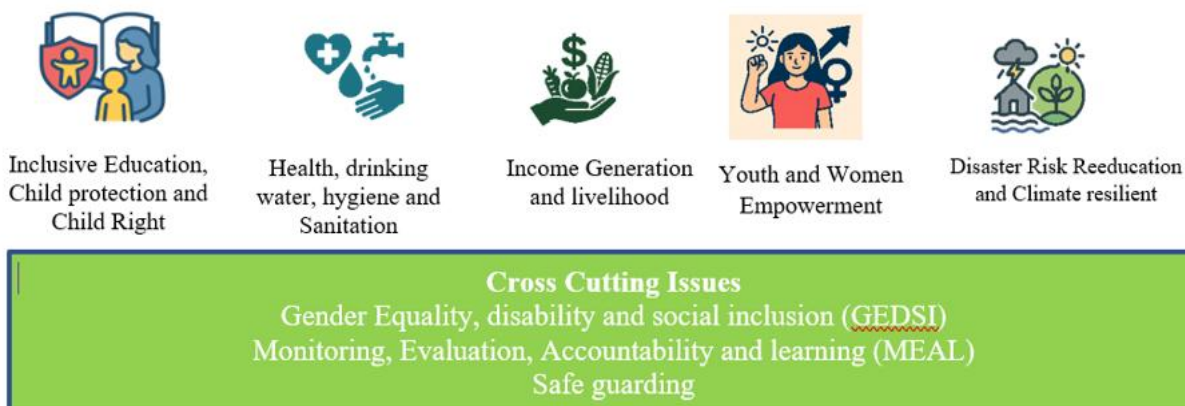 Inclusive Education,
Child protection and
Child Right
Health, drinking
water, hygiene and
Sanitation
Income Generation
and livelihood
Youth and Women
Empowerment
Disaster Risk Reeducation
and Climate resilient
Cross Cutting Issues
Gender Equality, disability and social inclusion (GEDSI)
Monitoring, Evaluation, Accountability and learning (MEAL)
Safe guarding